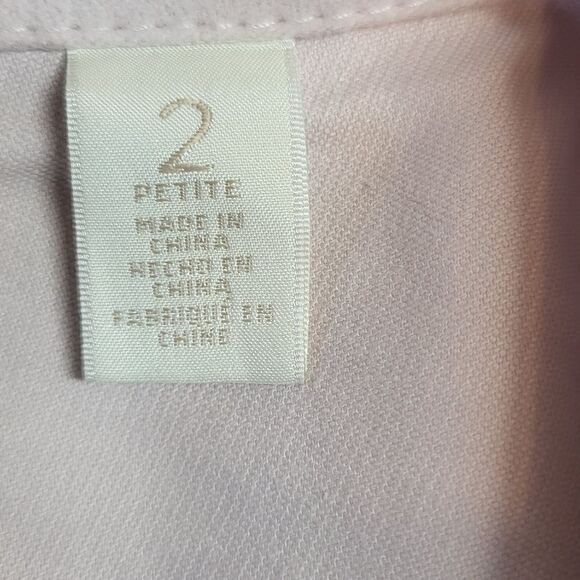 2
PETITE
MADE IN
CHINA
HECHO EN
CHINA
FABRIQUÉ EN
CHINE